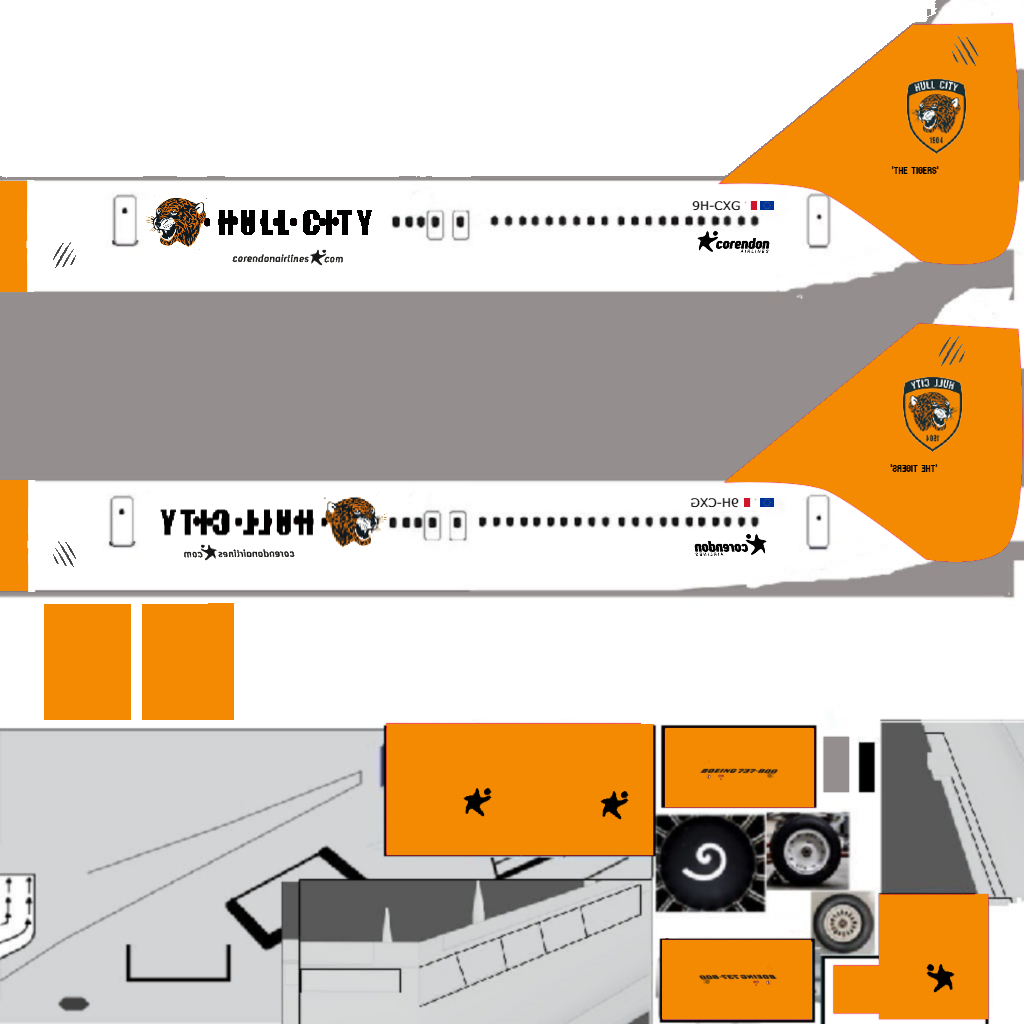 HULL CITY
1904
'THE TIGERS'
9H-CXG
HULL·CITY
corendon
AIRLINES
corendonairlines.com
HULL CITY
1904
'THE TIGERS'
9H-CXG
HULL·CITY
corendon
AIRLINES
corendonairlines.com
BOEING 737-800
BOEING 737-800